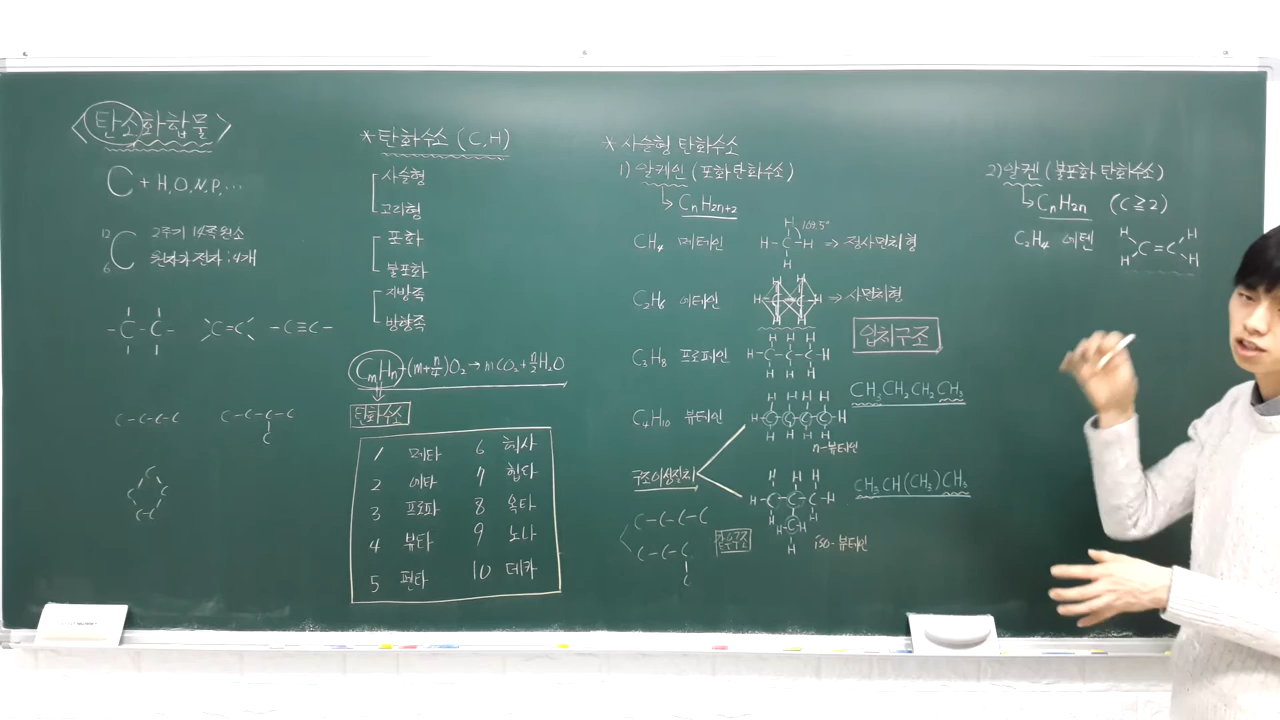 <탄소화합물>
C + H, O, N, P, ...
12 6 C 2주기 14족 원소
원자가 전자 : 4개
-C-C- >C=C< -C≡C-
C-C-C-C
C-C-C-C
C
C C
C-C
* 탄화수소 (C, H)
사슬형
고리형
포화
불포화
지방족
방향족
CmHn+(m+n/4)O₂→mCO₂+n/2H₂O
탄화수소
1 메타 6 헥사
2 에타 7 헵타
3 프로파 8 옥타
4 뷰타 9 노나
5 펜타 10 데카
* 사슬형 탄화수소
1) 알케인 (포화탄화수소)
CnH2n+2
CH₄ 메테인
H
H-C-H 109.5° → 정사면체형
H
C₂H₆ 에테인
H H
H C C H → 사면체형
H H
입체구조
C₃H₈ 프로페인
H H H
H-C-C-C-H
H H H
C₄H₁₀ 뷰테인
H H H H
H-C-C-C-C-H
H H H H
n-뷰테인
CH₃CH₂CH₂CH₃
구조이성질체
H H H
H-C-C-C-H
H H
H-C-H
H
iso-뷰테인
CH₃CH(CH₃)CH₃
C-C-C-C
C-C-C
C
2) 알켄 (불포화 탄화수소)
CnH2n (C≧2)
C₂H₄ 에텐
H H
C=C
H H